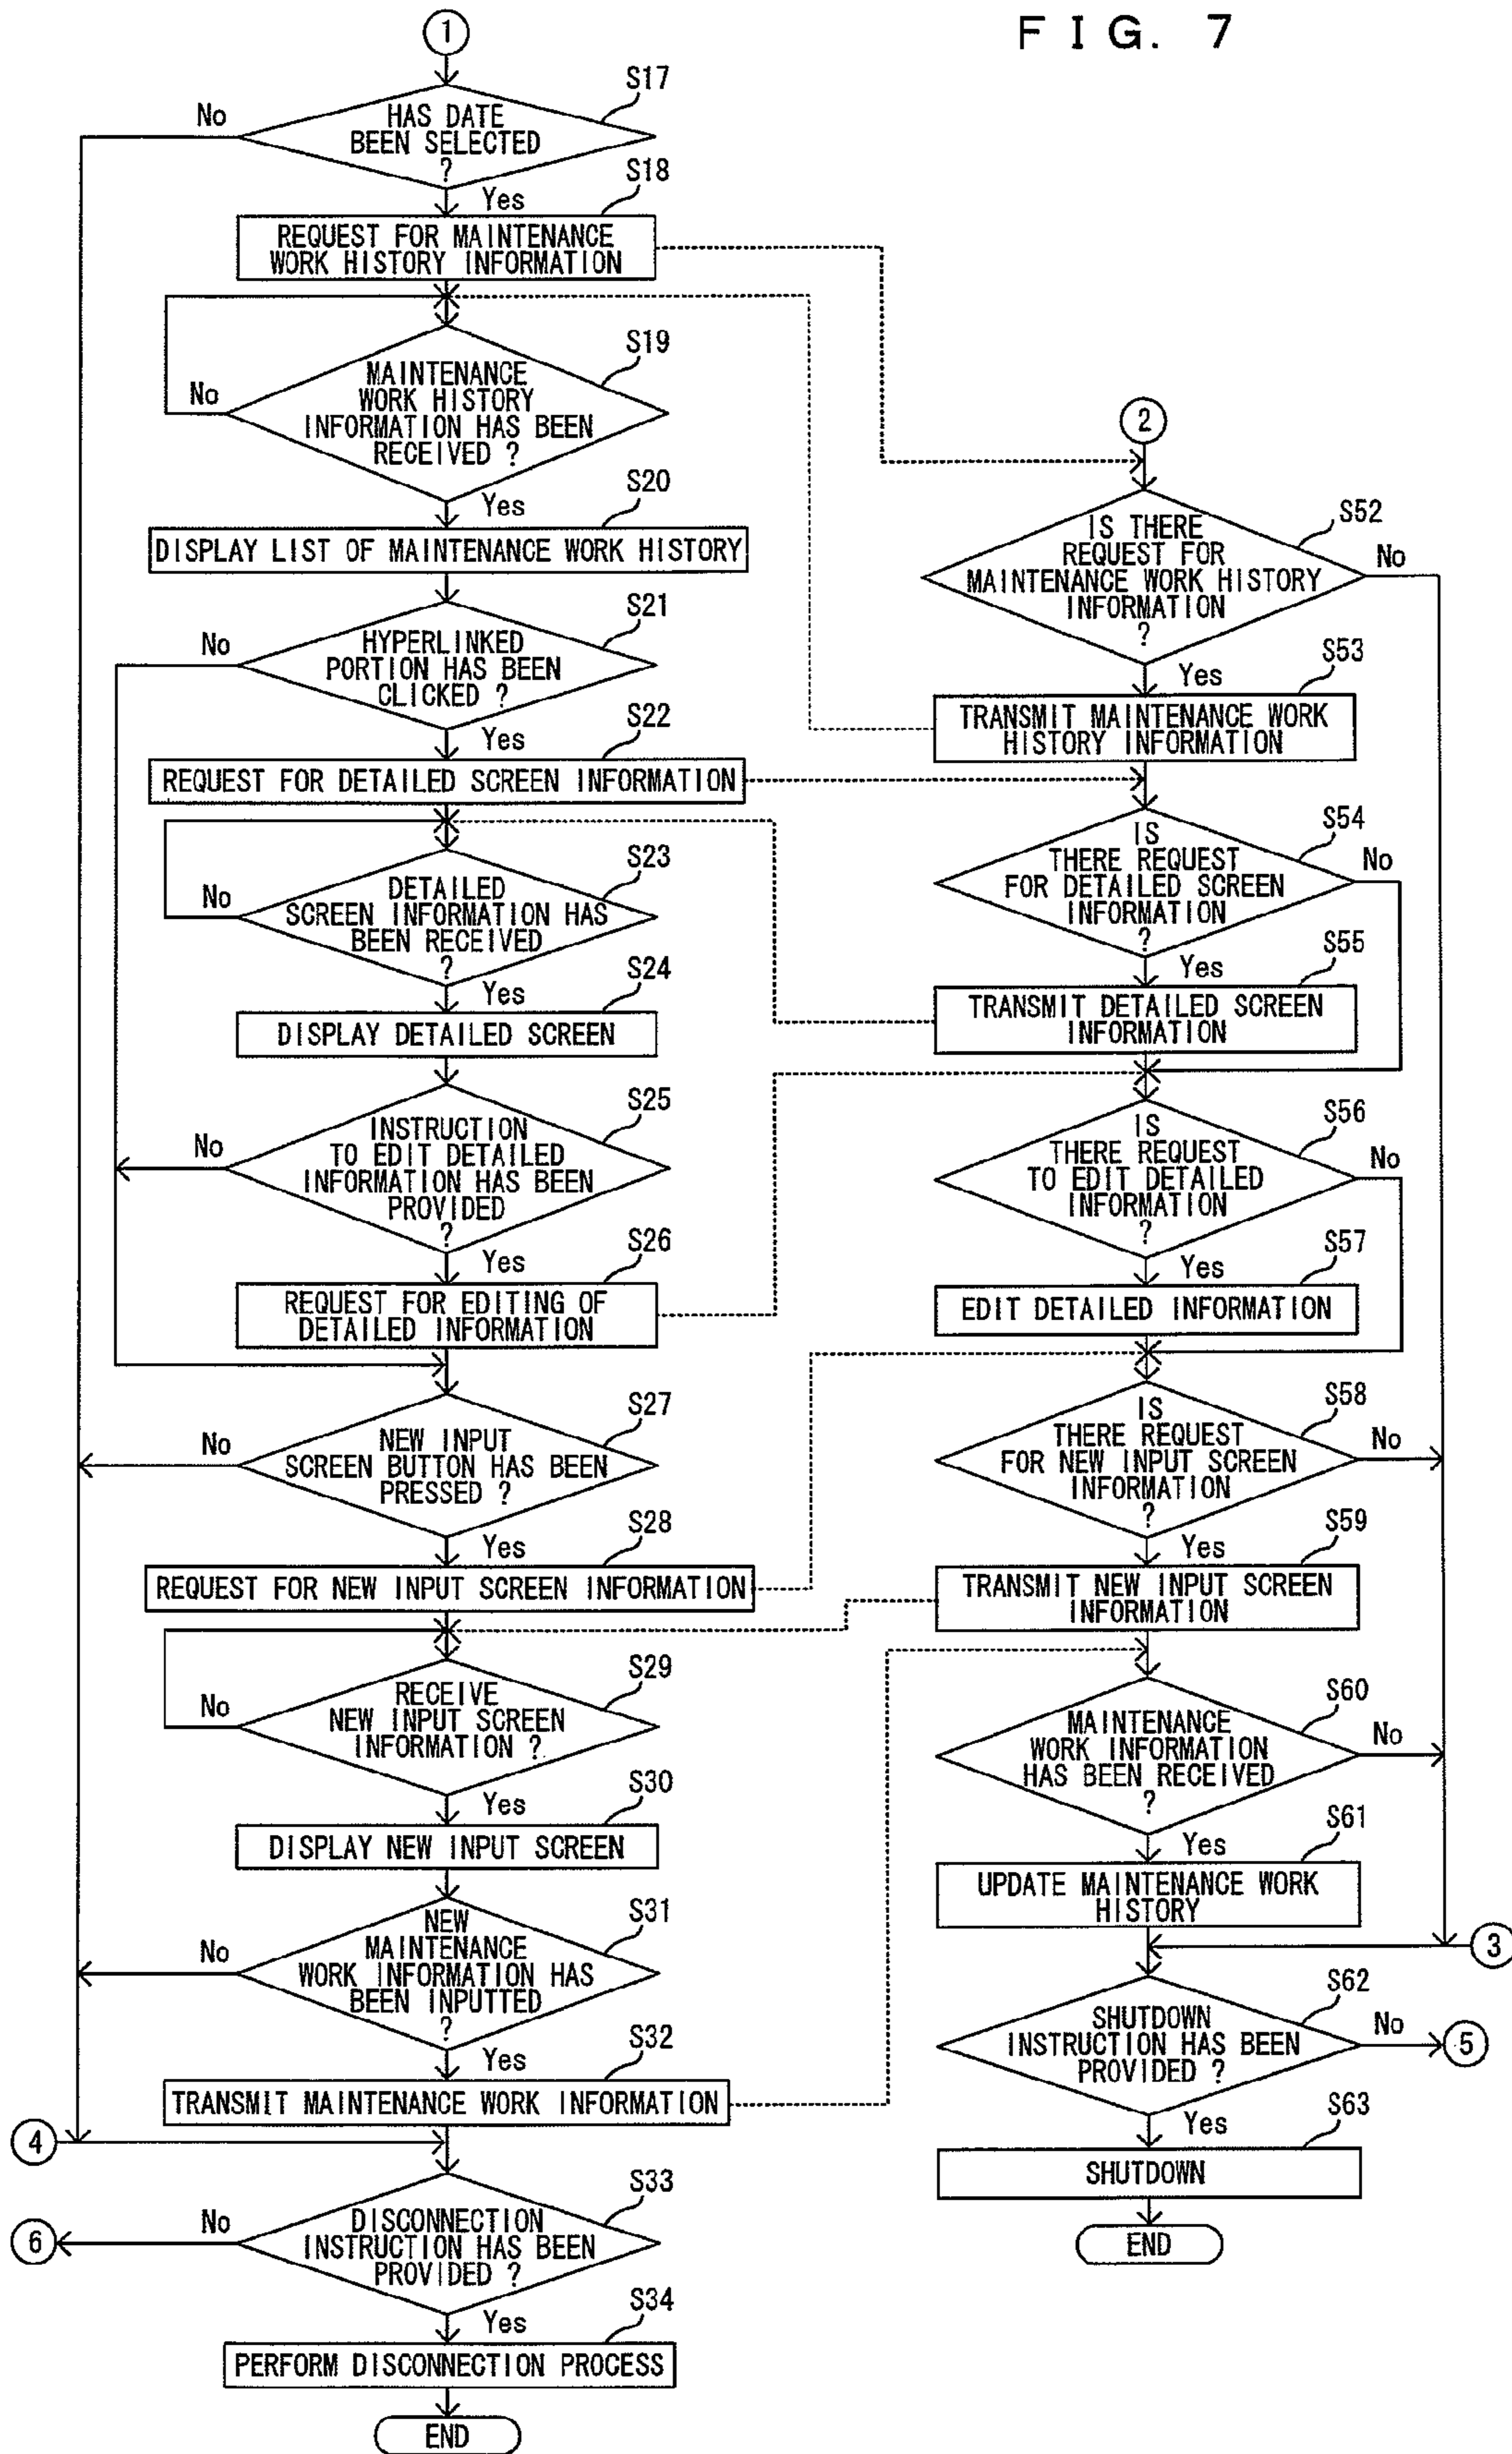 FIG. 7
1
S17
HAS DATE
BEEN SELECTED
?
No
Yes
S18
REQUEST FOR MAINTENANCE
WORK HISTORY INFORMATION
S19
MAINTENANCE
WORK HISTORY
INFORMATION HAS BEEN
RECEIVED ?
No
Yes
S20
DISPLAY LIST OF MAINTENANCE WORK HISTORY
S21
HYPERLINKED
PORTION HAS BEEN
CLICKED ?
No
Yes
S22
REQUEST FOR DETAILED SCREEN INFORMATION
S23
DETAILED
SCREEN INFORMATION HAS
BEEN RECEIVED
?
No
Yes
S24
DISPLAY DETAILED SCREEN
S25
INSTRUCTION
TO EDIT DETAILED
INFORMATION HAS BEEN
PROVIDED
?
No
Yes
S26
REQUEST FOR EDITING OF
DETAILED INFORMATION
S27
NEW INPUT
SCREEN BUTTON HAS BEEN
PRESSED ?
No
Yes
S28
REQUEST FOR NEW INPUT SCREEN INFORMATION
S29
RECEIVE
NEW INPUT SCREEN
INFORMATION ?
No
Yes
S30
DISPLAY NEW INPUT SCREEN
S31
NEW
MAINTENANCE
WORK INFORMATION HAS
BEEN INPUTTED
?
No
Yes
S32
TRANSMIT MAINTENANCE WORK INFORMATION
4
S33
DISCONNECTION
INSTRUCTION HAS BEEN
PROVIDED ?
No
6
Yes
S34
PERFORM DISCONNECTION PROCESS
END
2
S52
IS THERE
REQUEST FOR
MAINTENANCE WORK HISTORY
INFORMATION
?
No
Yes
S53
TRANSMIT MAINTENANCE WORK
HISTORY INFORMATION
S54
IS
THERE REQUEST
FOR DETAILED SCREEN
INFORMATION
?
No
Yes
S55
TRANSMIT DETAILED SCREEN
INFORMATION
S56
IS
THERE REQUEST
TO EDIT DETAILED
INFORMATION
?
No
Yes
S57
EDIT DETAILED INFORMATION
S58
IS
THERE REQUEST
FOR NEW INPUT SCREEN
INFORMATION
?
No
Yes
S59
TRANSMIT NEW INPUT SCREEN
INFORMATION
S60
MAINTENANCE
WORK INFORMATION
HAS BEEN RECEIVED
?
No
Yes
S61
UPDATE MAINTENANCE WORK
HISTORY
3
S62
SHUTDOWN
INSTRUCTION HAS BEEN
PROVIDED ?
No
5
Yes
S63
SHUTDOWN
END